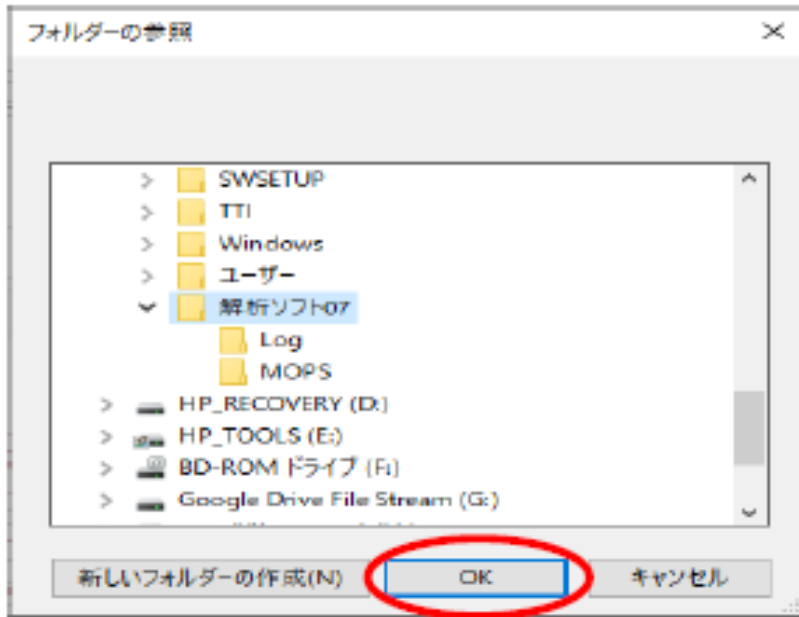 フォルダーの参照
SWSETUP
TTI
Windows
ユーザー
解析ソフト07
Log
MOPS
HP_RECOVERY (D:)
HP_TOOLS (E:)
BD-ROM ドライブ (F:)
Google Drive File Stream (G:)
新しいフォルダーの作成(N) OK キャンセル